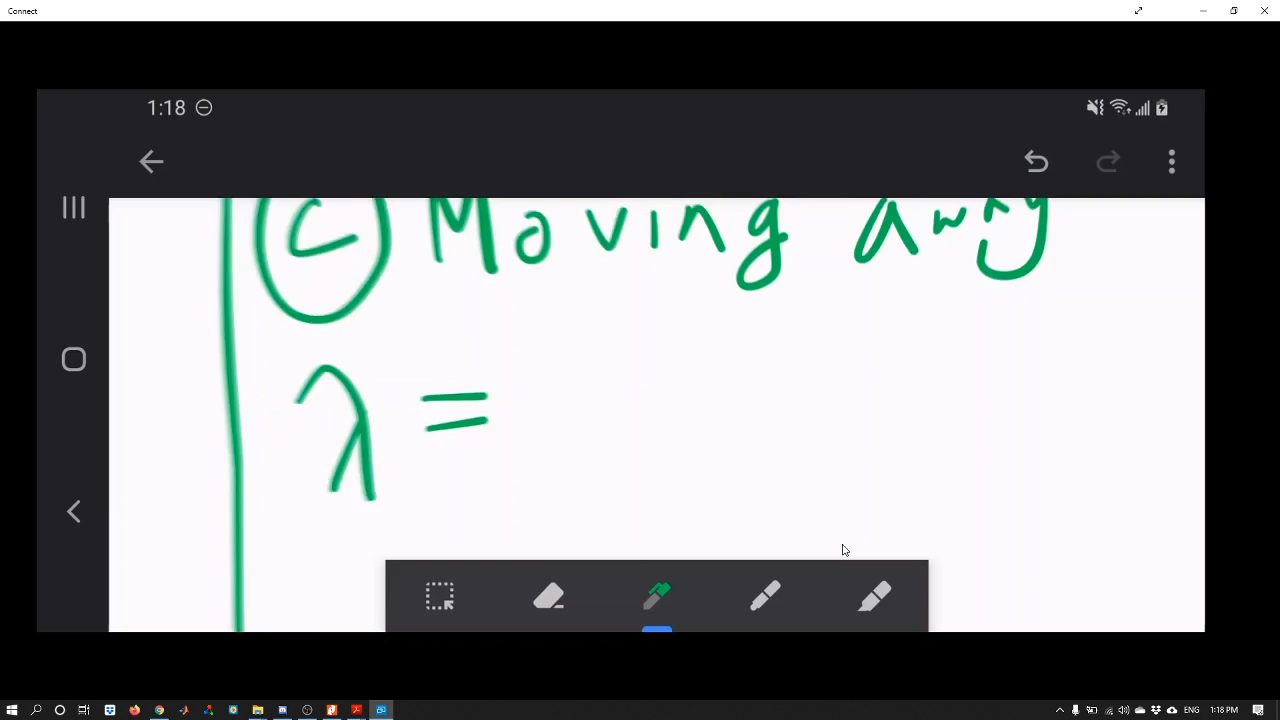 Connect
1:18
C Moving away
λ =
ENG 1:18 PM